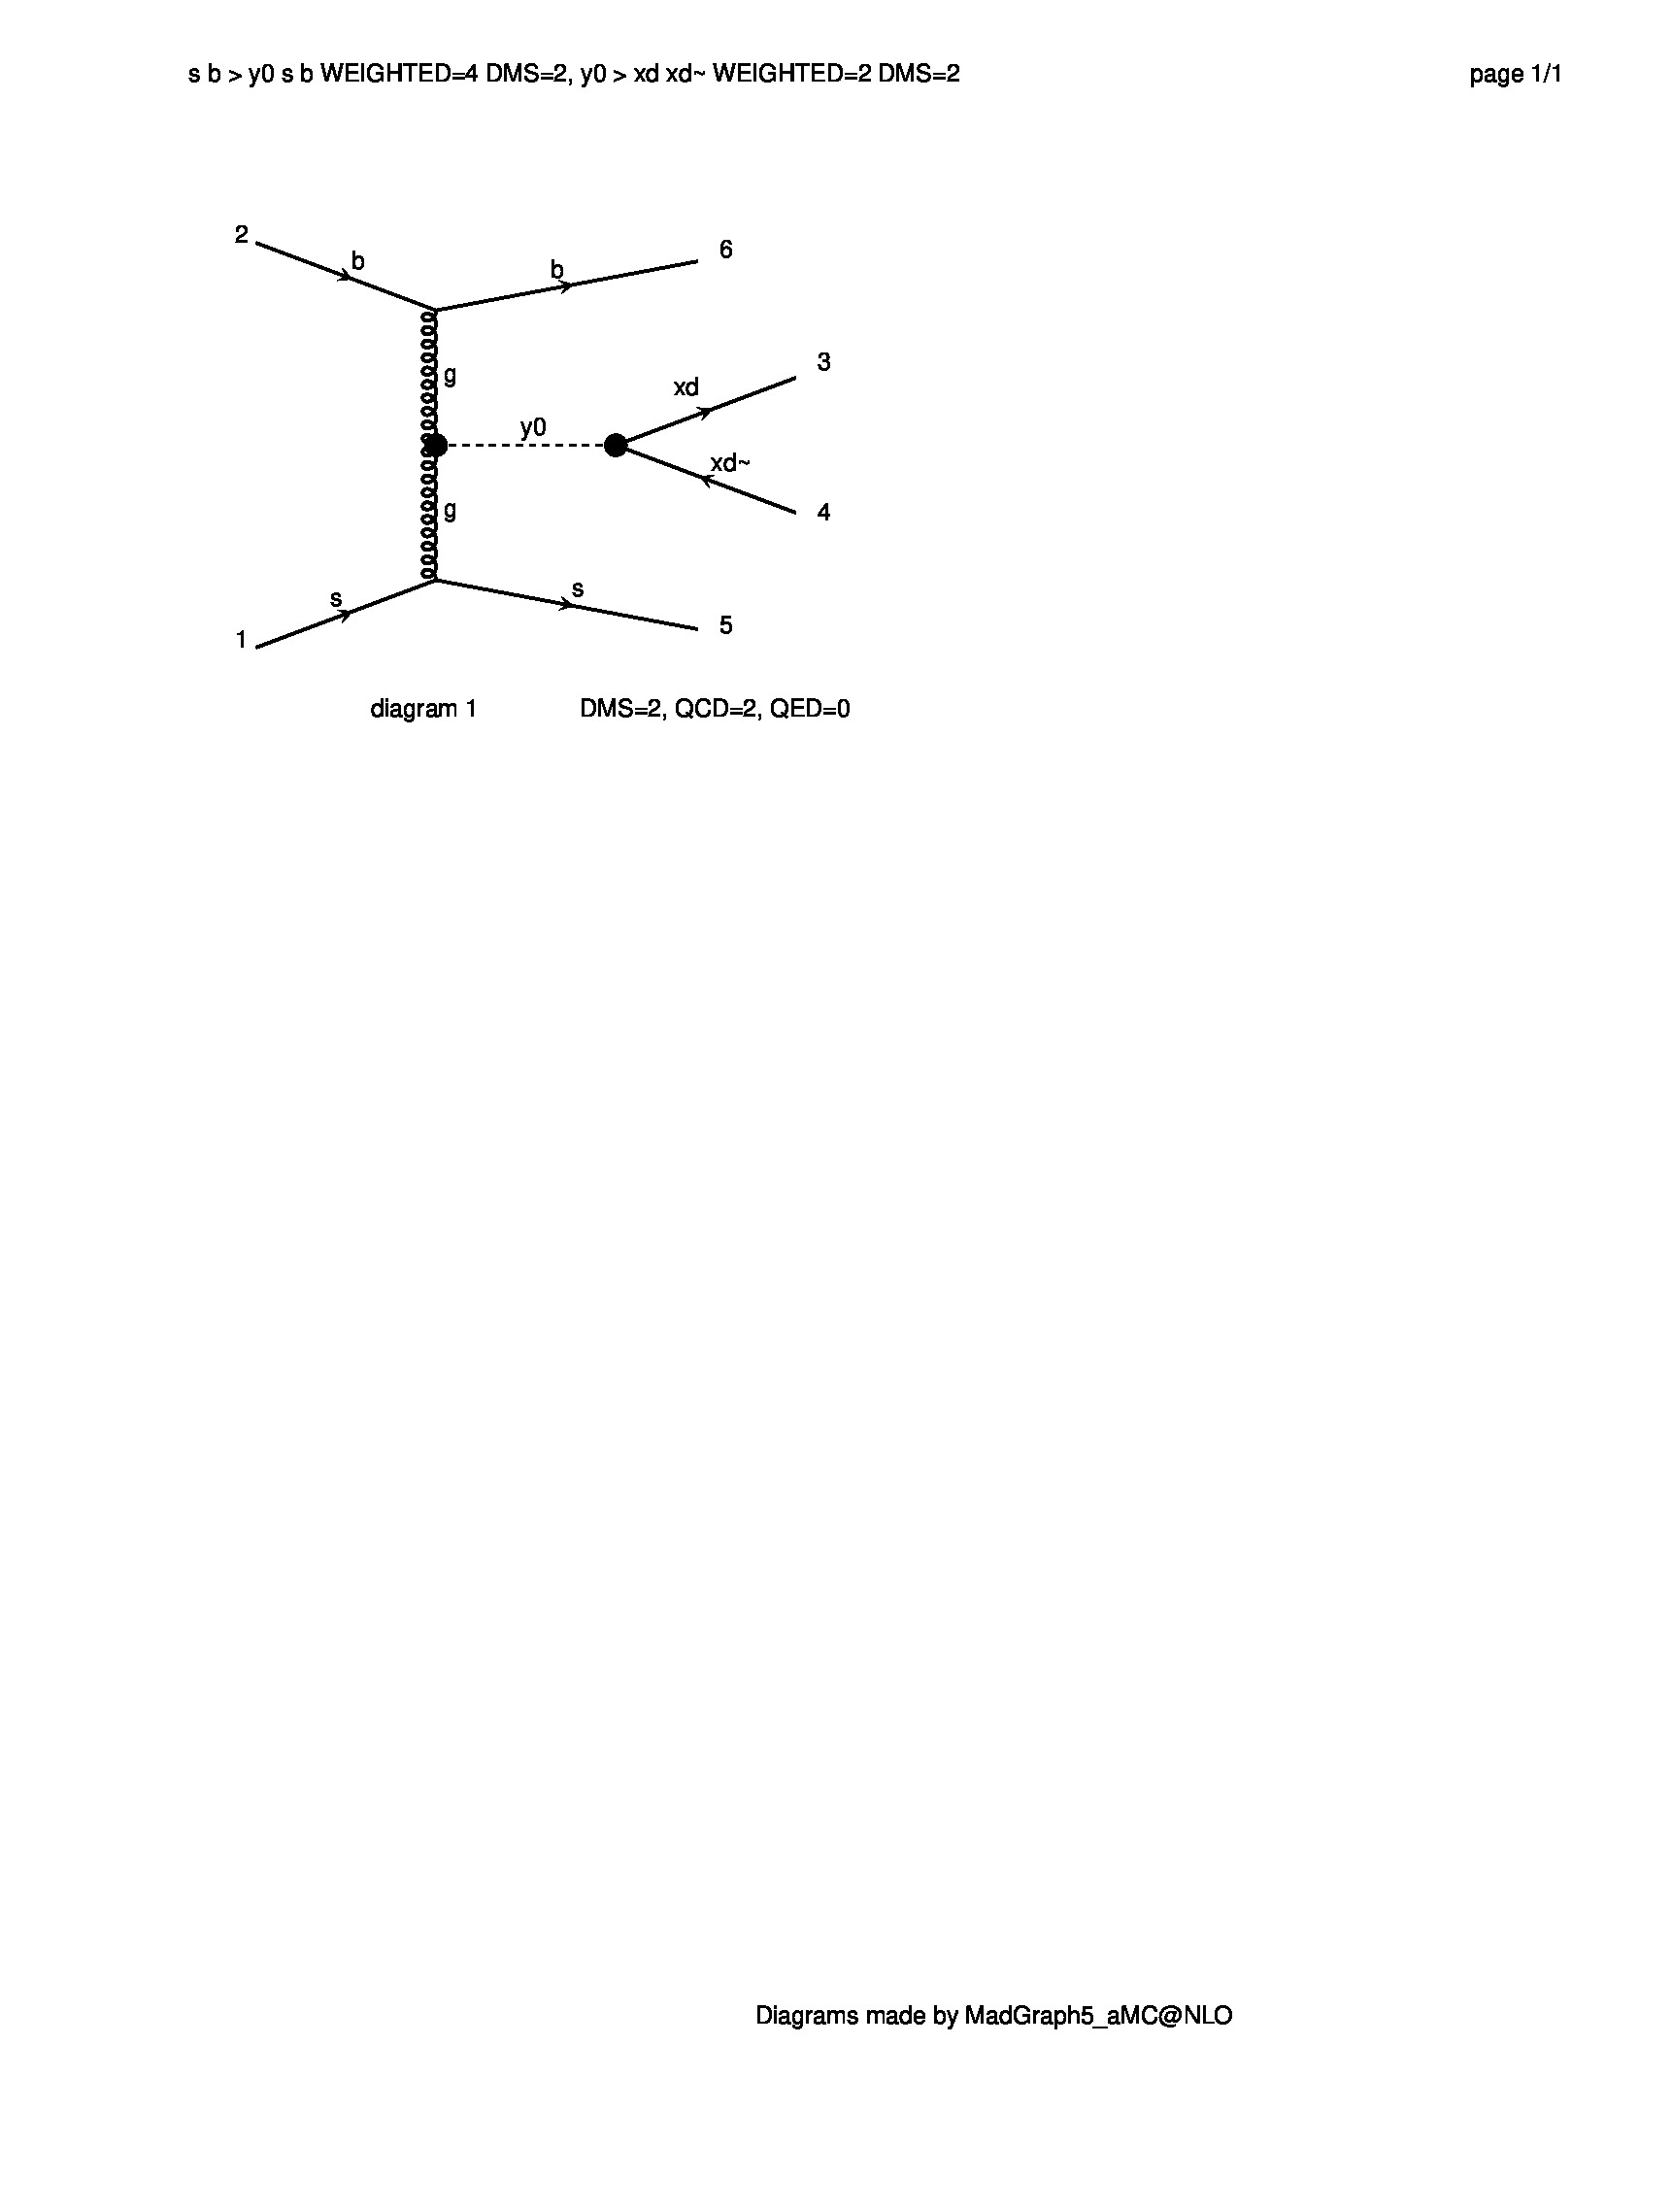 s b > y0 s b WEIGHTED=4 DMS=2, y0 > xd xd~ WEIGHTED=2 DMS=2 page 1/1
2
b
b
6
g
3
xd
y0
xd~
g
4
s
s
1
5
diagram 1 DMS=2, QCD=2, QED=0
Diagrams made by MadGraph5_aMC@NLO